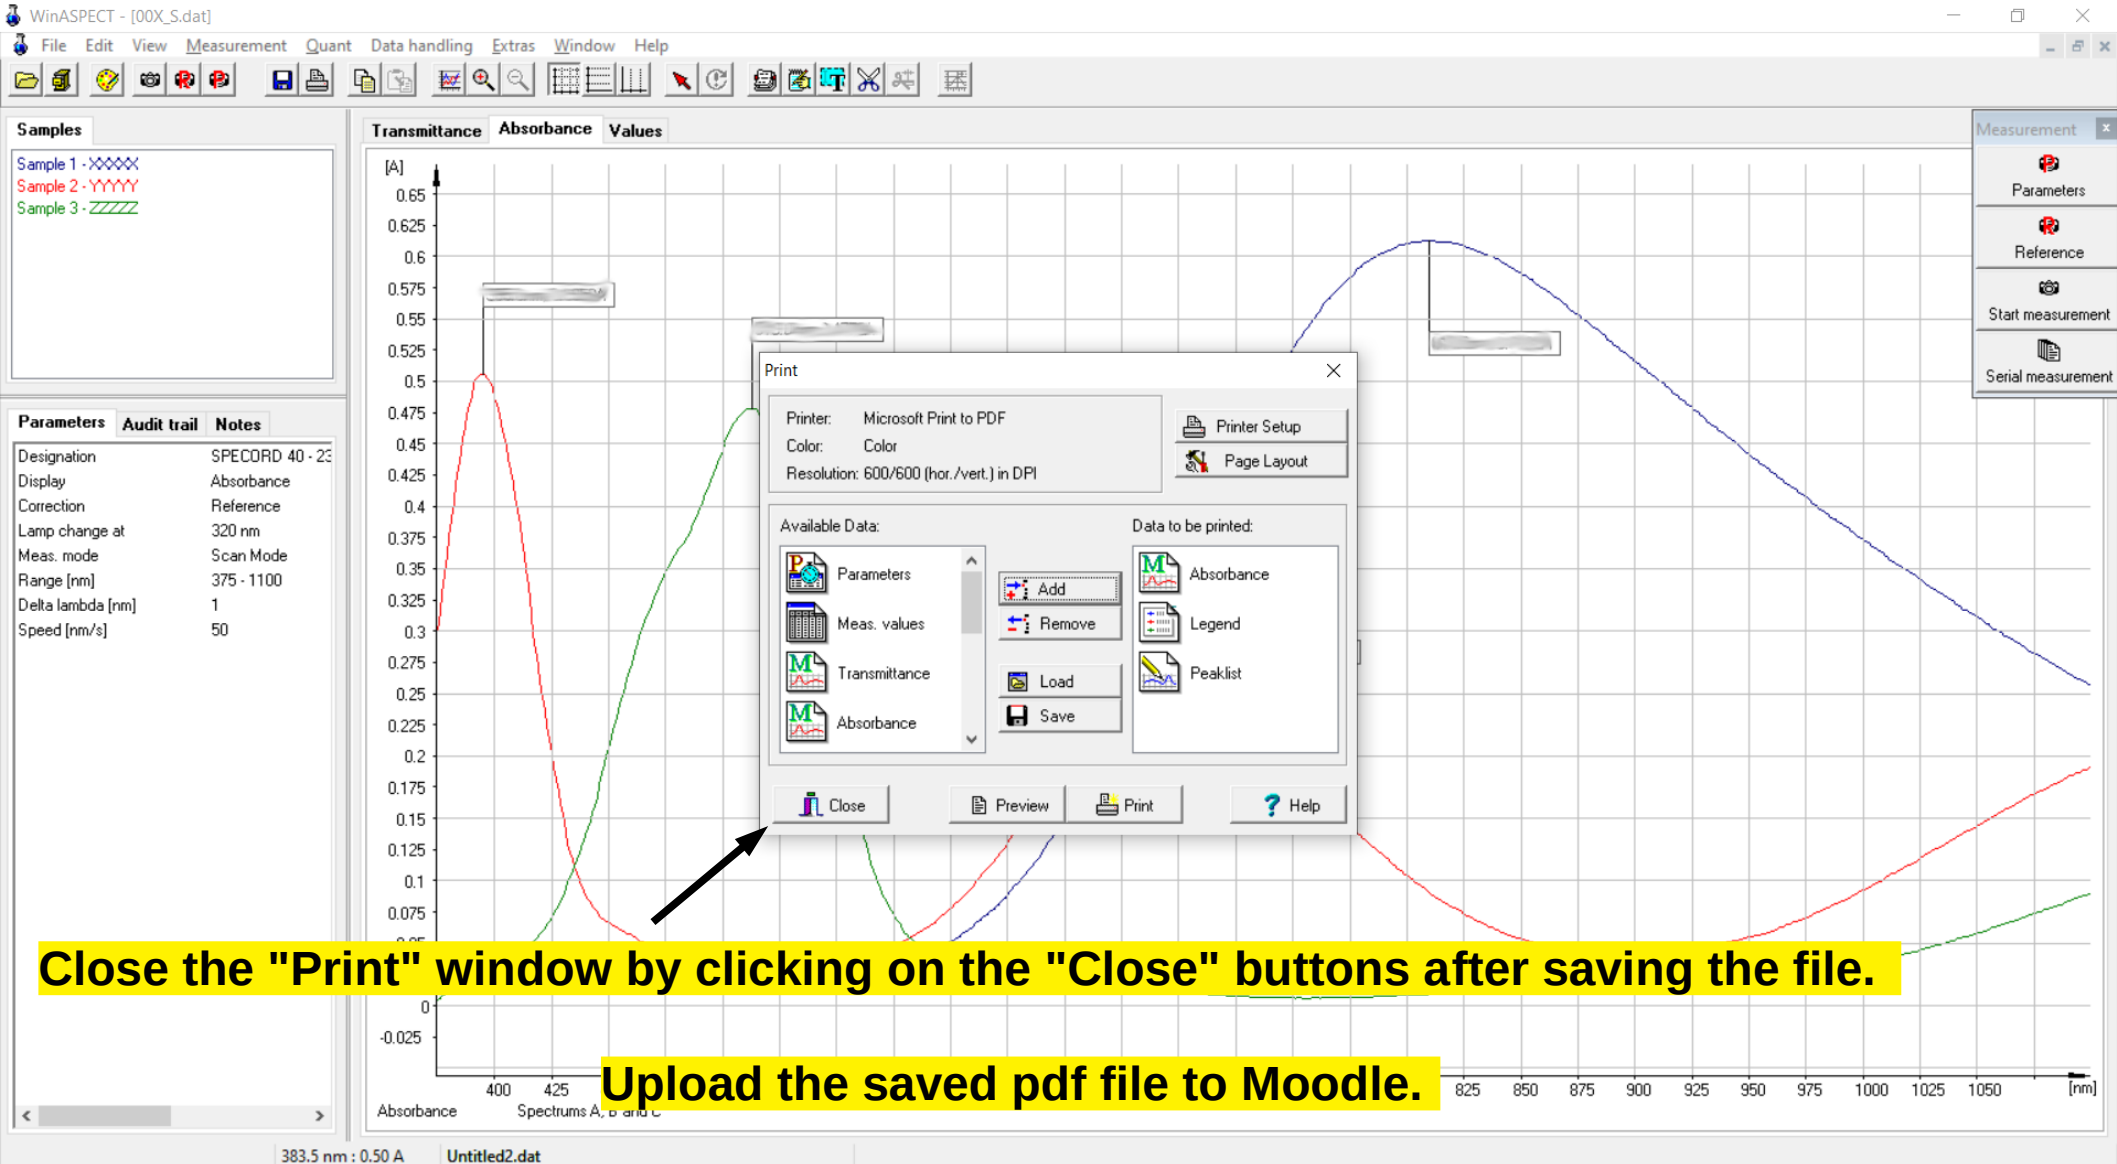 WinASPECT - [00X_S.dat]
File Edit View Measurement Quant Data handling Extras Window Help
Samples
Sample 1 - XXXXX
Sample 2 - YYYYY
Sample 3 - ZZZZZ
Parameters Audit trail Notes
Designation SPECORD 40 - 23
Display Absorbance
Correction Reference
Lamp change at 320 nm
Meas. mode Scan Mode
Range [nm] 375 - 1100
Delta lambda [nm] 1
Speed [nm/s] 50
Transmittance Absorbance Values
[A]
0.65
0.625
0.6
0.575
0.55
0.525
0.5
0.475
0.45
0.425
0.4
0.375
0.35
0.325
0.3
0.275
0.25
0.225
0.2
0.175
0.15
0.125
0.1
0.075
0
-0.025
400 425 825 850 875 900 925 950 975 1000 1025 1050 [nm]
Absorbance Spectrums A, B and C
Print
Printer: Microsoft Print to PDF
Color: Color
Resolution: 600/600 (hor./vert.) in DPI
Printer Setup
Page Layout
Available Data:
Parameters
Meas. values
Transmittance
Absorbance
Add
Remove
Load
Save
Data to be printed:
Absorbance
Legend
Peaklist
Close Preview Print Help
Measurement
Parameters
Reference
Start measurement
Serial measurement
Close the "Print" window by clicking on the "Close" buttons after saving the file.
Upload the saved pdf file to Moodle.
383.5 nm : 0.50 A Untitled2.dat